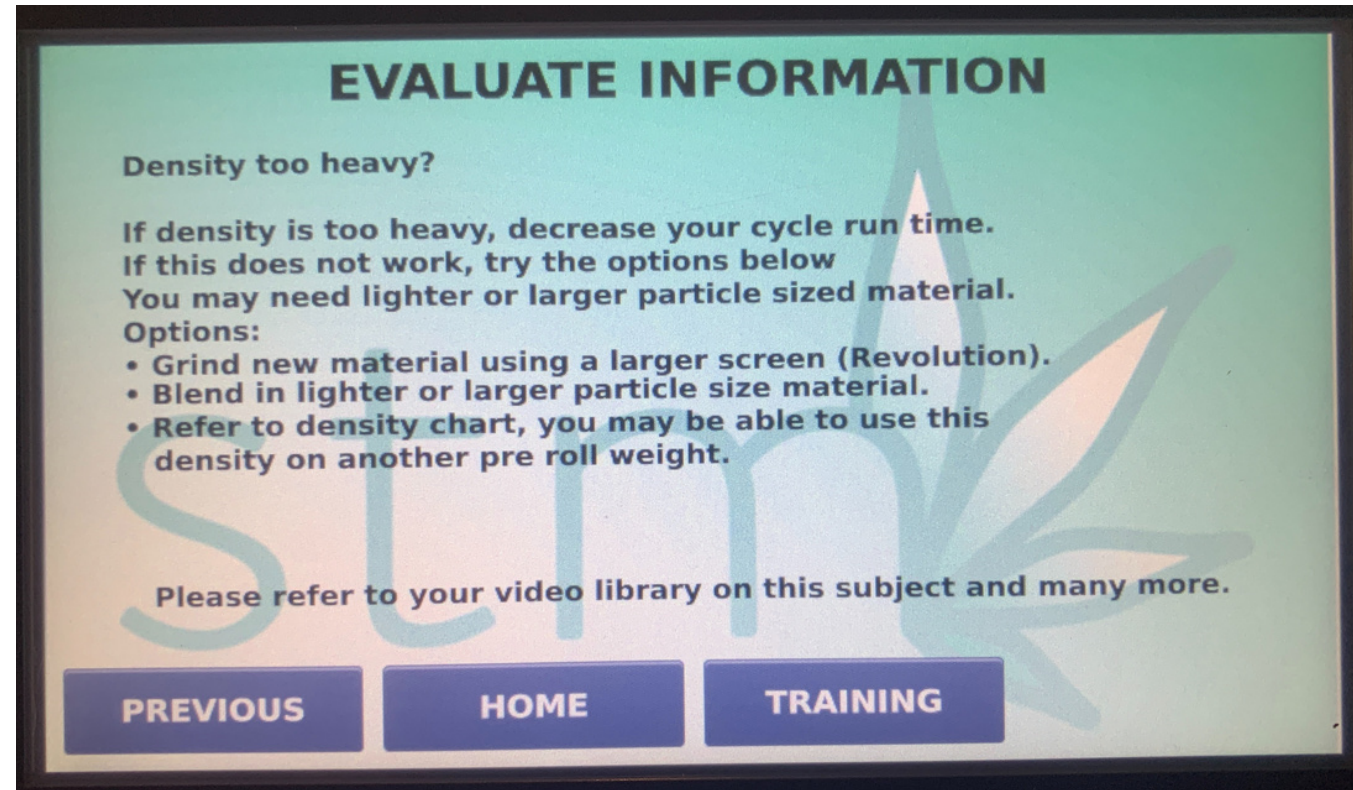 EVALUATE INFORMATION
Density too heavy?
If density is too heavy, decrease your cycle run time.
If this does not work, try the options below
You may need lighter or larger particle sized material.
Options:
• Grind new material using a larger screen (Revolution).
• Blend in lighter or larger particle size material.
• Refer to density chart, you may be able to use this
density on another pre roll weight.
stm
Please refer to your video library on this subject and many more.
PREVIOUS
HOME
TRAINING